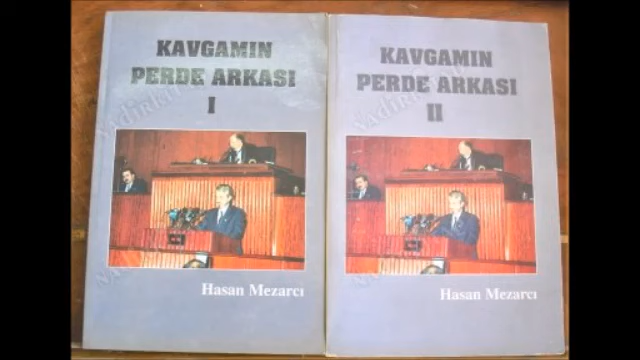 KAVGAMIN
PERDE ARKASI
I
Hasan Mezarcı
KAVGAMIN
PERDE ARKASI
II
Hasan Mezarcı